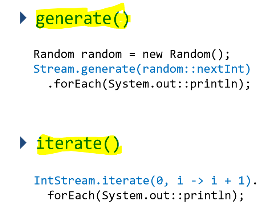 generate()
Random random = new Random();
Stream.generate(random::nextInt)
.forEach(System.out::println);
iterate()
IntStream.iterate(0, i -> i + 1).
forEach(System.out::println);